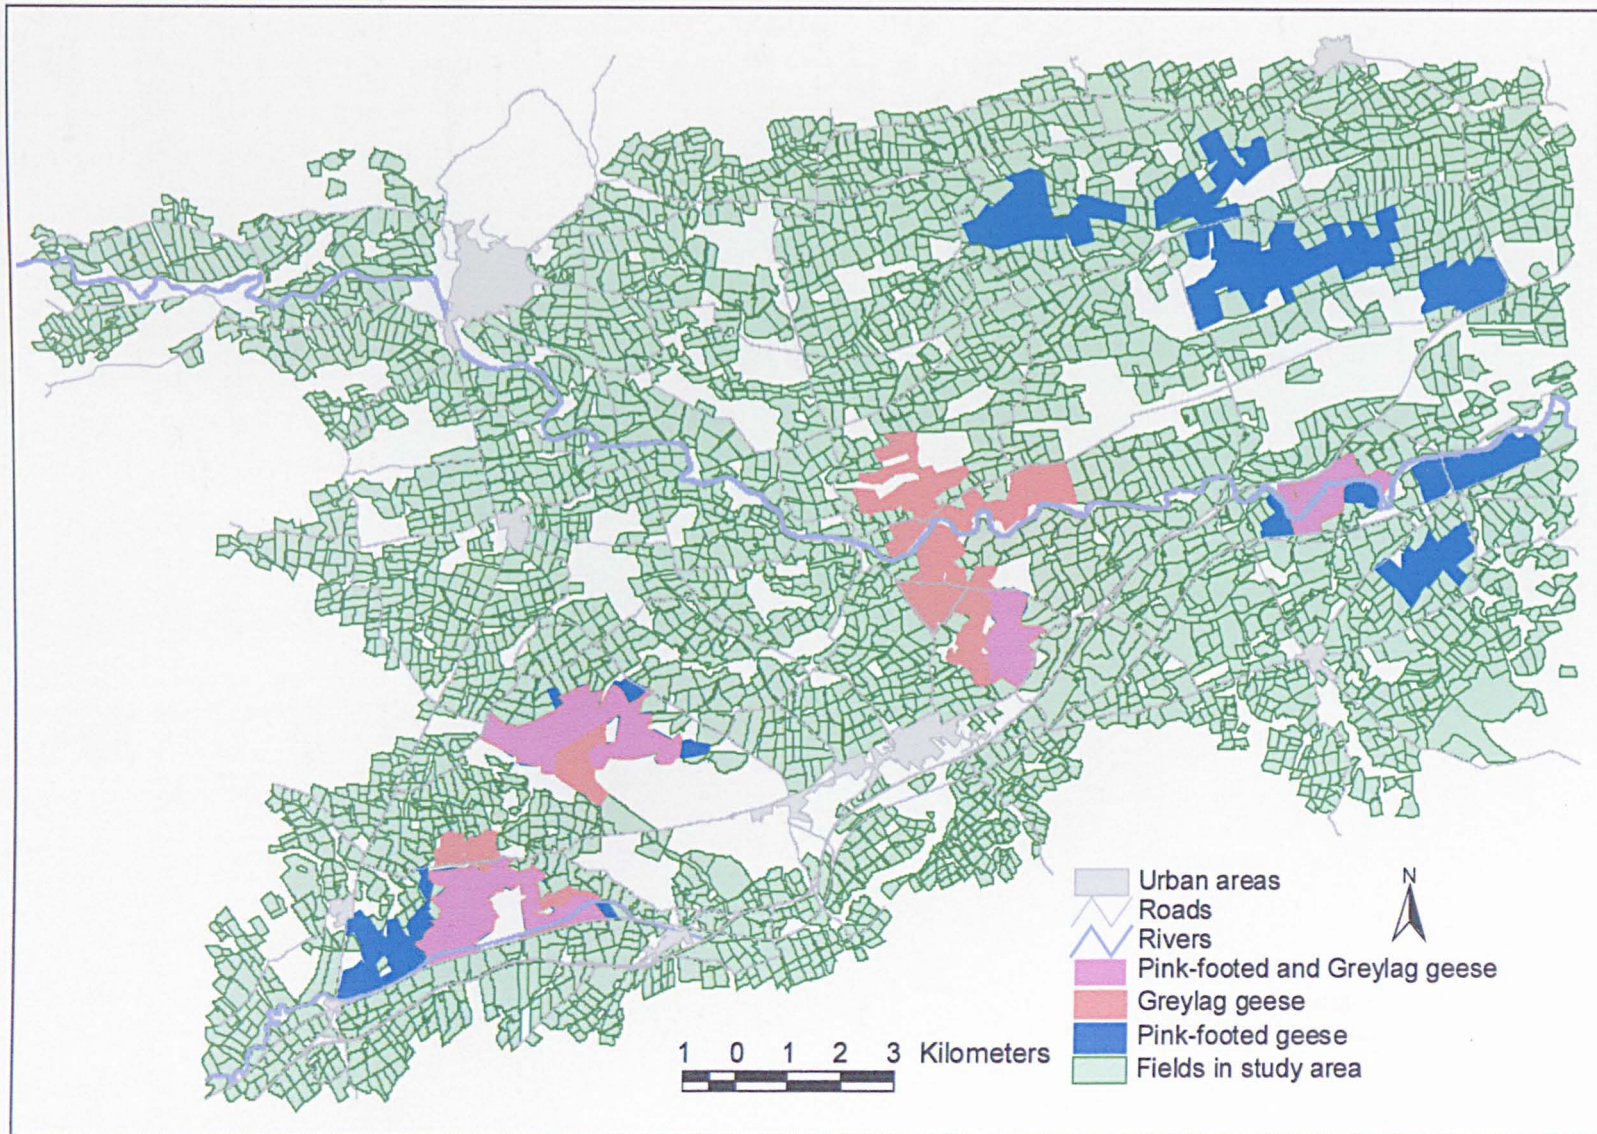 N
Urban areas
Roads
Rivers
Pink-footed and Greylag geese
Greylag geese
Pink-footed geese
Fields in study area
1 0 1 2 3 Kilometers